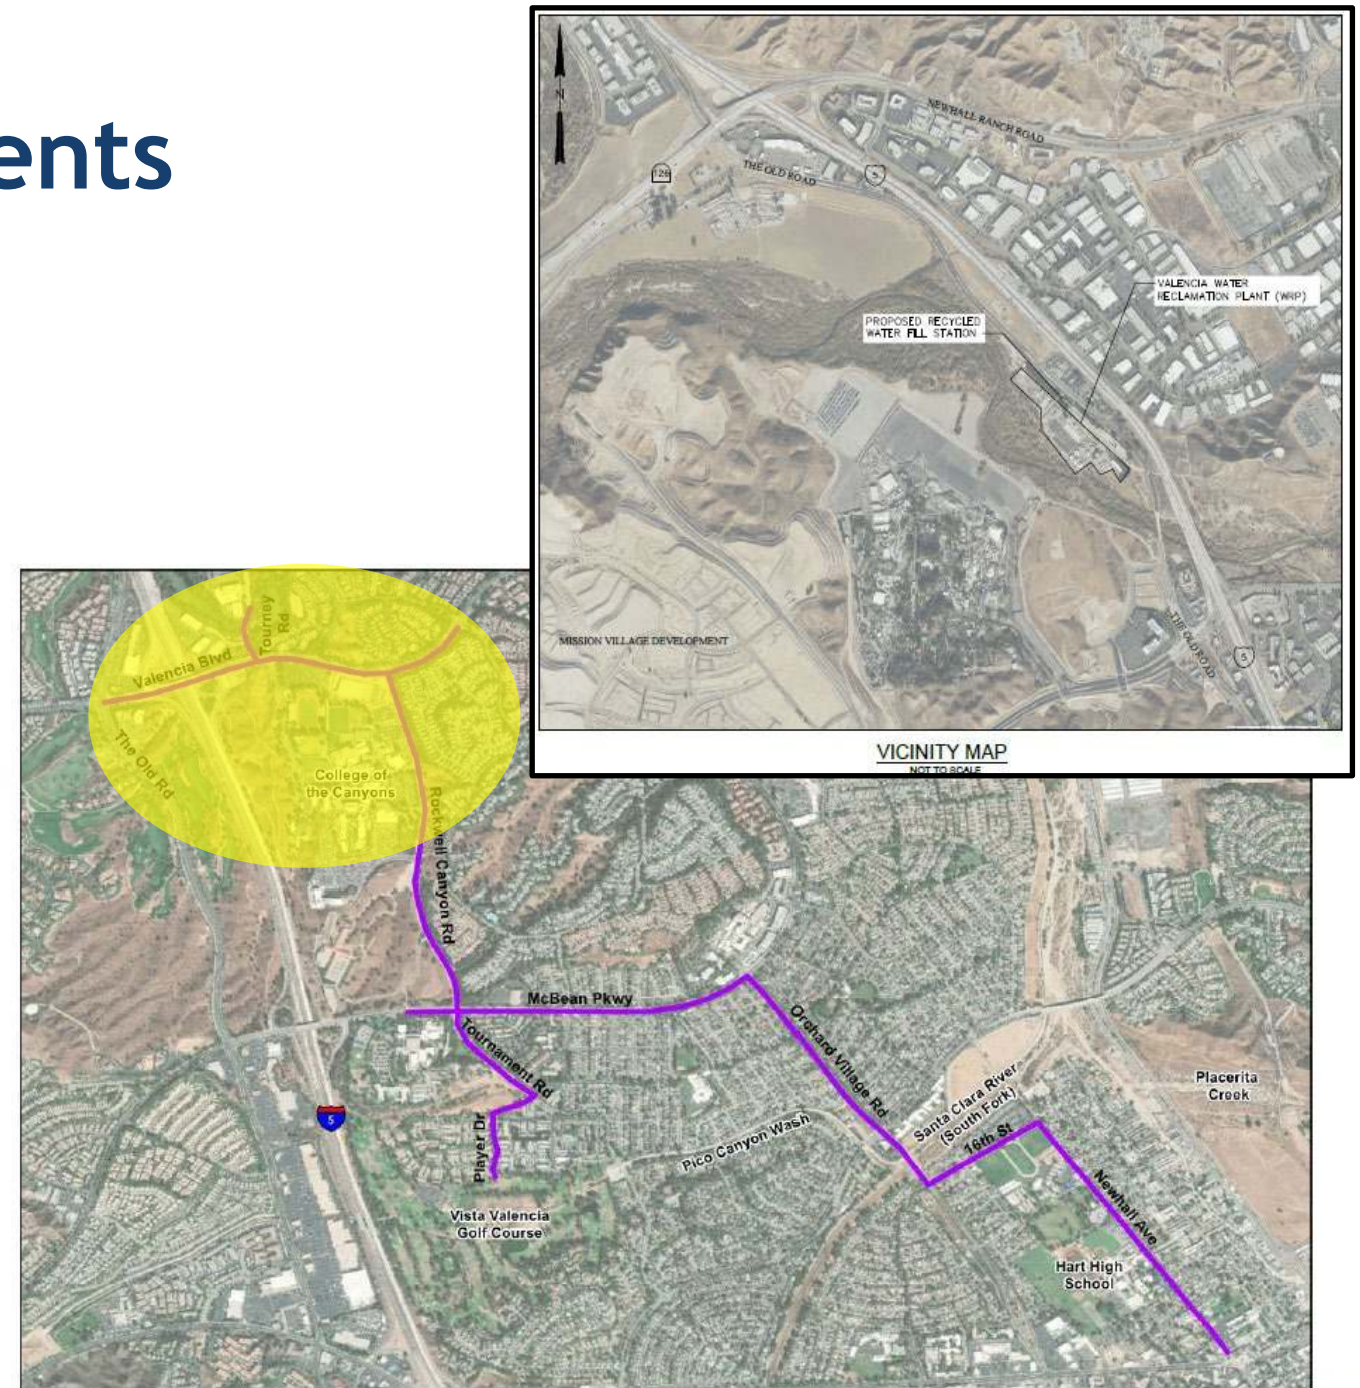 ents
N
NEWHALL RANCH ROAD
126
THE OLD ROAD
5
VALENCIA WATER
RECLAMATION PLANT (WRP)
PROPOSED RECYCLED
WATER FILL STATION
MISSION VILLAGE DEVELOPMENT
THE OLD ROAD
5
VICINITY MAP
NOT TO SCALE
Tourney
Rd
Valencia Blvd
The Old Rd
College of
the Canyons
Rockwell Canyon Rd
McBean Pkwy
Tournament Rd
Orchard Village Rd
Santa Clara River
(South Fork)
Placerita
Creek
5
Player Dr
Pico Canyon Wash
16th St
Newhall Ave
Vista Valencia
Golf Course
Hart High
School